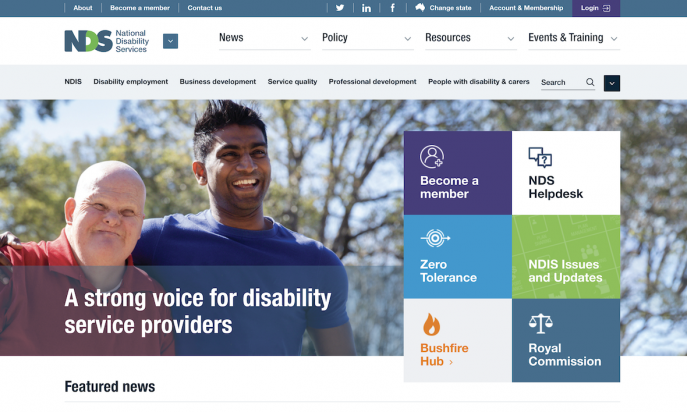 About
Become a member
Contact us
Change state
Account & Membership
Login
NDS
National
Disability
Services
News
Policy
Resources
Events & Training
NDIS
Disability employment
Business development
Service quality
Professional development
People with disability & carers
Search
Become a
member
NDS
Helpdesk
Zero
Tolerance
NDIS Issues
and Updates
Bushfire
Hub ›
Royal
Commission
A strong voice for disability
service providers
Featured news